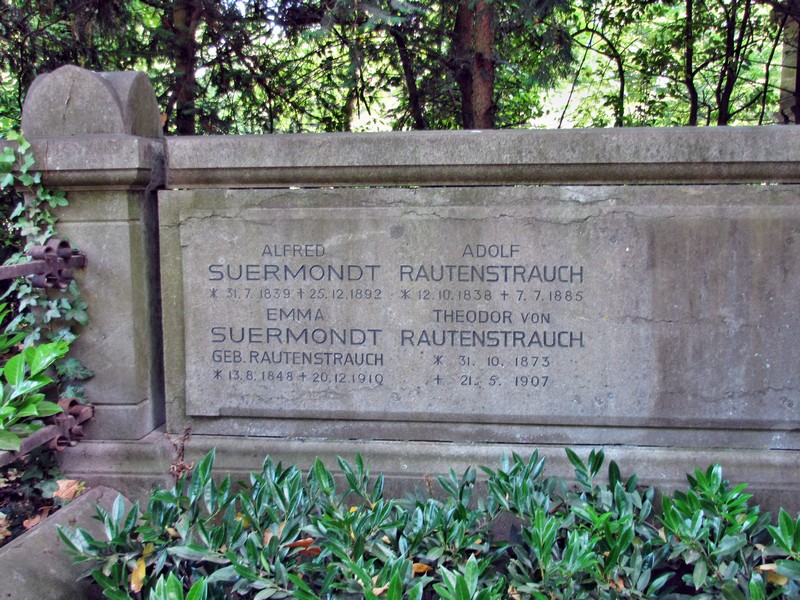 ALFRED
SUERMONDT
* 31.7.1839 + 25.12.1892
EMMA
SUERMONDT
GEB. RAUTENSTRAUCH
* 13.8.1848 + 20.12.1910
ADOLF
RAUTENSTRAUCH
* 12.10.1838 + 7.7.1885
THEODOR VON
RAUTENSTRAUCH
* 31.10.1873
+ 21.5.1907